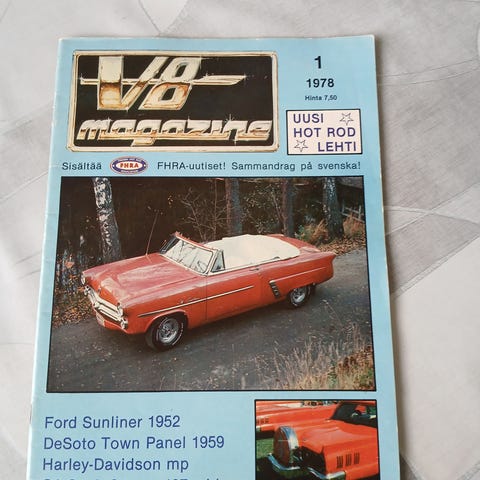 V8
magazine
1
1978
Hinta 7,50
UUSI
HOT ROD
LEHTI
Sisältää FHRA FHRA-uutiset! Sammandrag på svenska!
Ford Sunliner 1952
DeSoto Town Panel 1959
Harley-Davidson mp